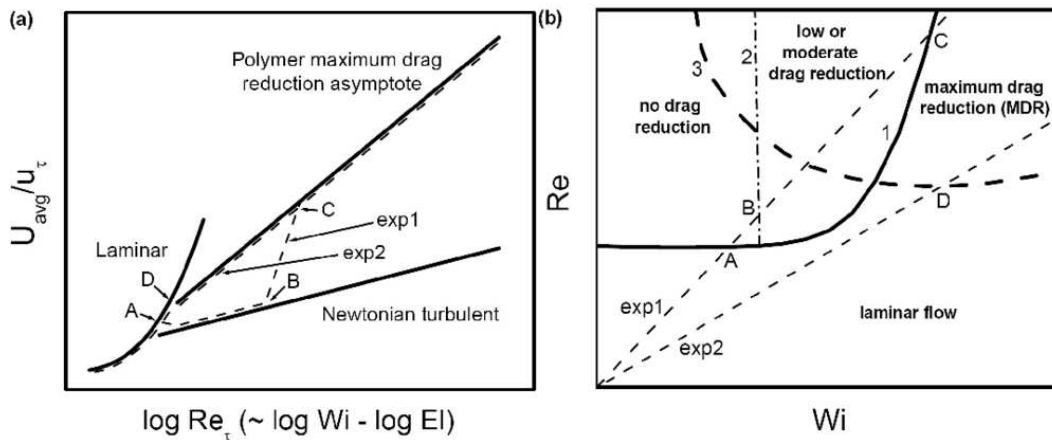 (a)
Polymer maximum drag
reduction asymptote
Laminar
C
exp1
exp2
D
A
B
Newtonian turbulent
U_avg/u_τ
log Re_τ (~ log Wi - log El)
(b)
low or
moderate
drag reduction
C
3
2
no drag
reduction
maximum drag
reduction (MDR)
1
B
D
A
exp1
exp2
laminar flow
Re
Wi